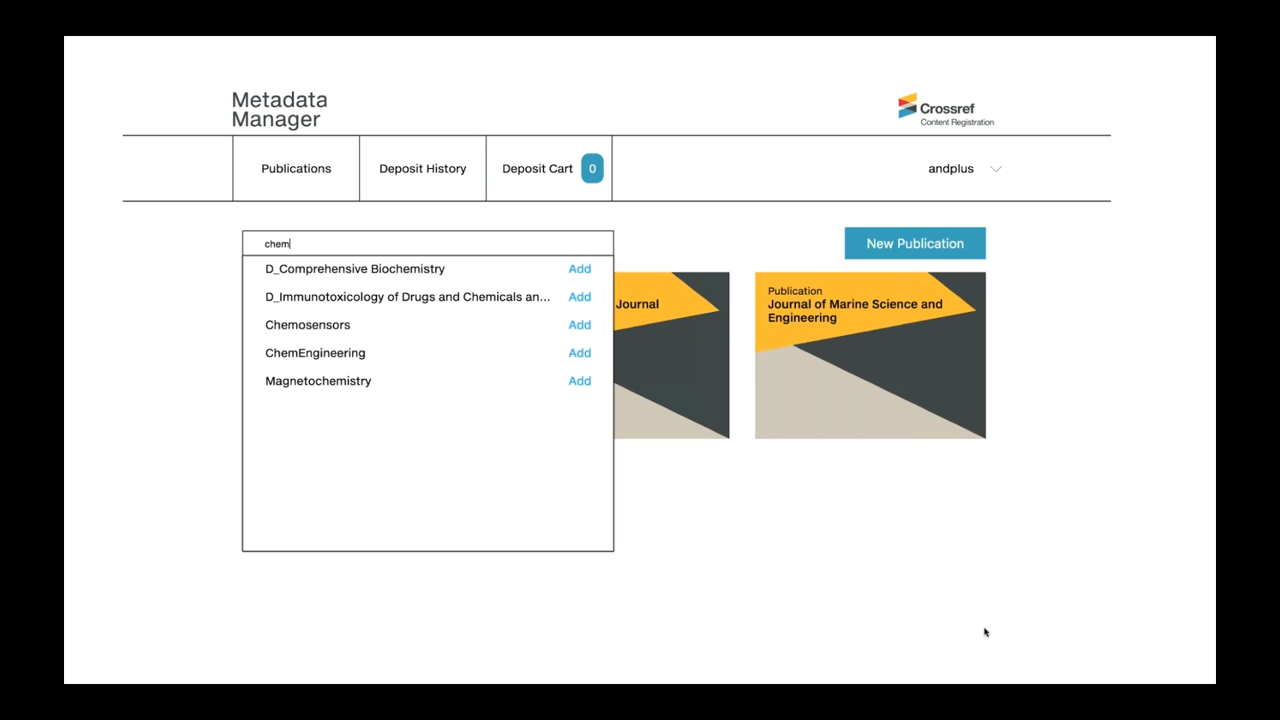 Metadata
Manager
Crossref
Content Registration
Publications
Deposit History
Deposit Cart 0
andplus
chem
New Publication
D_Comprehensive Biochemistry Add
D_Immunotoxicology of Drugs and Chemicals an... Add
Chemosensors Add
ChemEngineering Add
Magnetochemistry Add
Journal
Publication
Journal of Marine Science and
Engineering